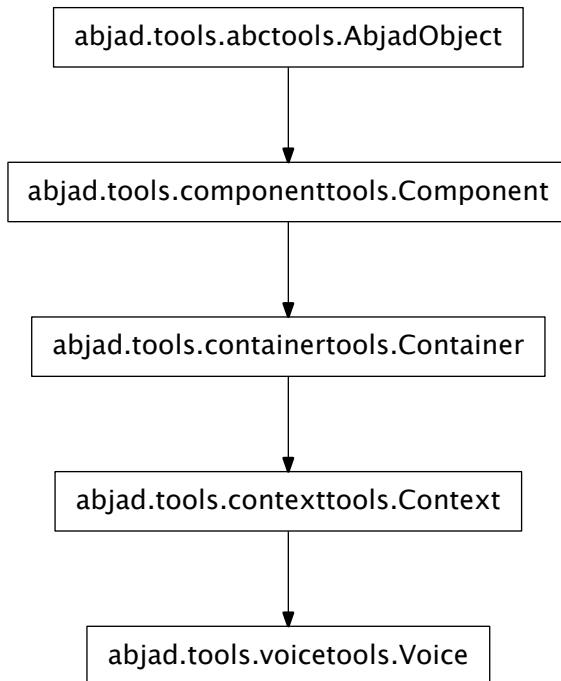 abjad.tools.abctools.AbjadObject
abjad.tools.componenttools.Component
abjad.tools.containertools.Container
abjad.tools.contexttools.Context
abjad.tools.voicetools.Voice